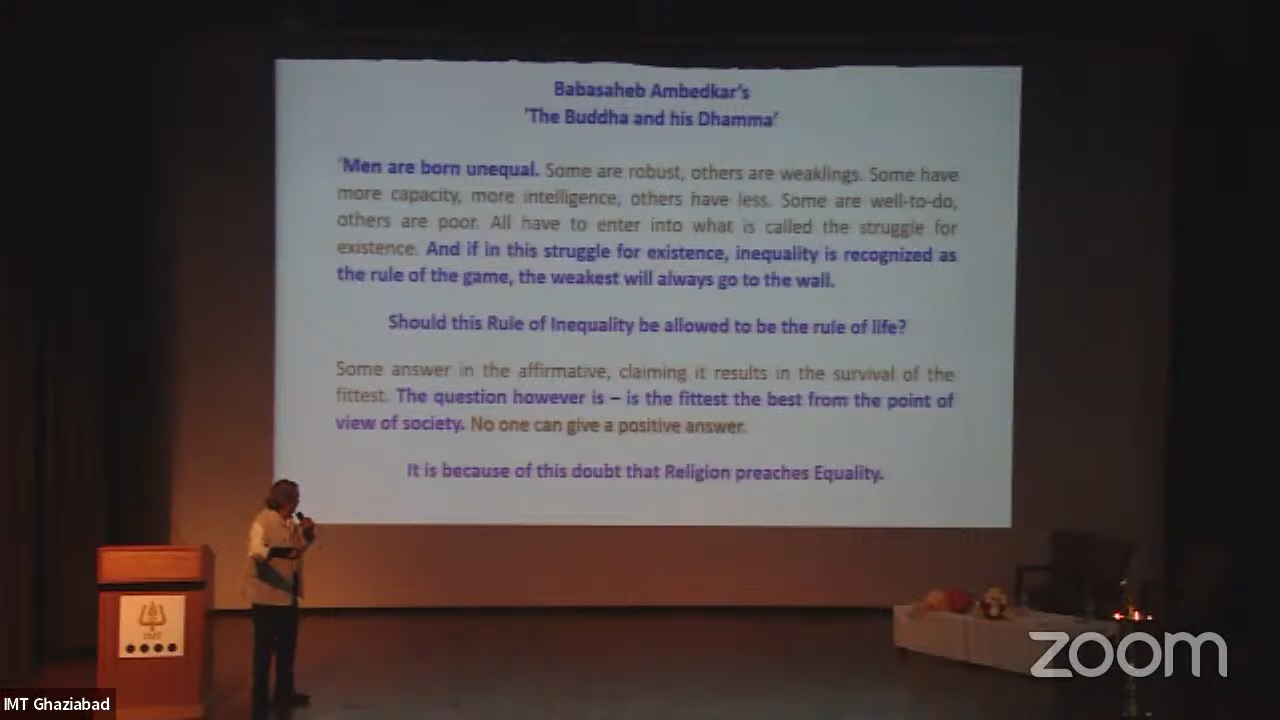 Babasaheb Ambedkar's
'The Buddha and his Dhamma'
'Men are born unequal. Some are robust, others are weaklings. Some have
more capacity, more intelligence, others have less. Some are well-to-do,
others are poor. All have to enter into what is called the struggle for
existence. And if in this struggle for existence, inequality is recognized as
the rule of the game, the weakest will always go to the wall.
Should this Rule of Inequality be allowed to be the rule of life?
Some answer in the affirmative, claiming it results in the survival of the
fittest. The question however is – is the fittest the best from the point of
view of society. No one can give a positive answer.
It is because of this doubt that Religion preaches Equality.
IMT
zoom
IMT Ghaziabad